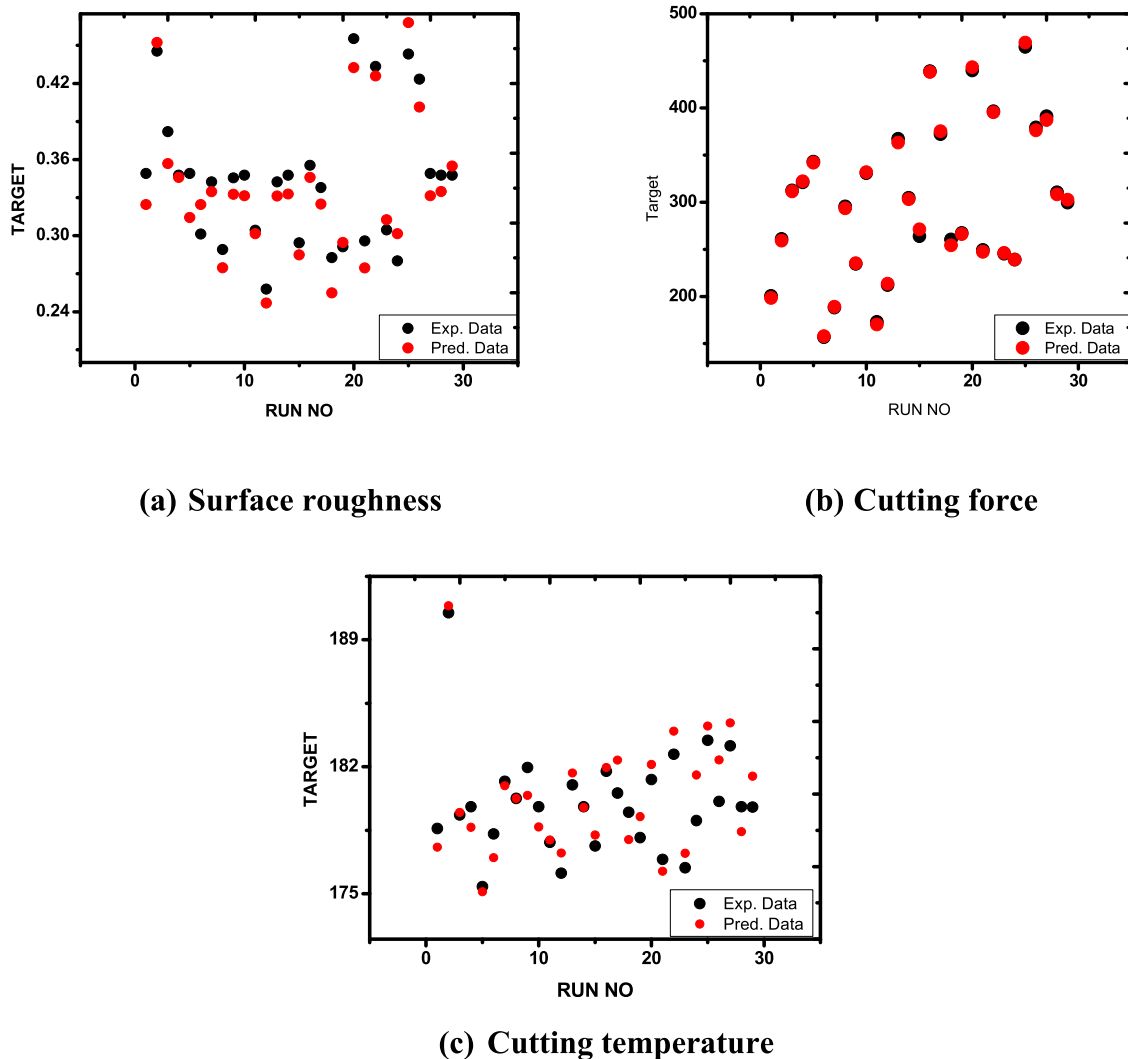 TARGET
0.42
0.36
0.30
0.24
Exp. Data
Pred. Data
0
10
20
30
RUN NO
(a) Surface roughness
Target
500
400
300
200
Exp. Data
Pred. Data
0
10
20
30
RUN NO
(b) Cutting force
TARGET
189
182
175
Exp. Data
Pred. Data
0
10
20
30
RUN NO
(c) Cutting temperature